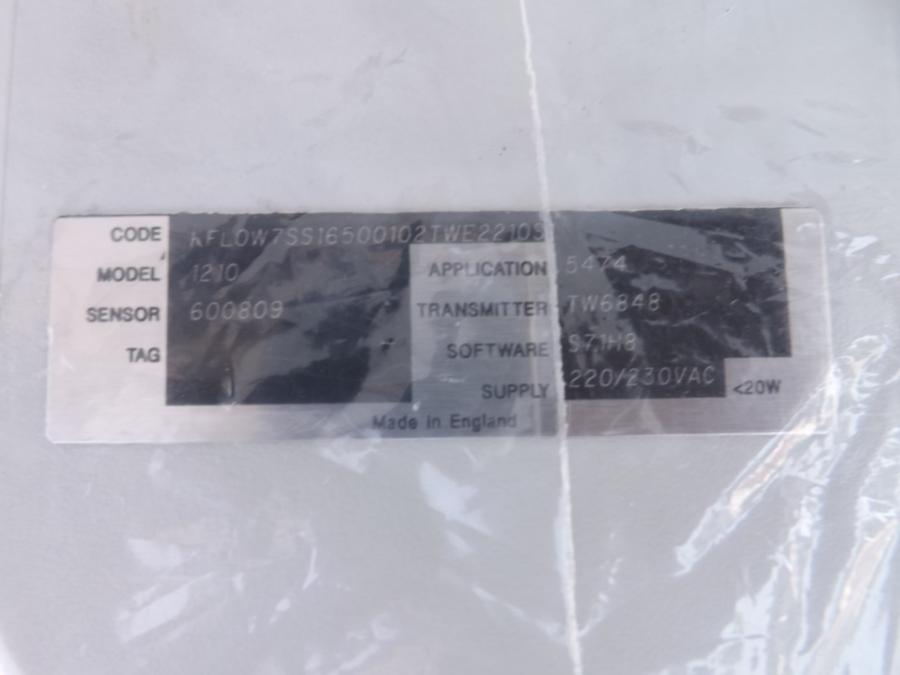 CODE KFLOW7SS16500102TWE2210S
MODEL 1210 APPLICATION 5474
SENSOR 600809 TRANSMITTER TW6848
TAG SOFTWARE
SUPPLY 220/230VAC <20W
Made in England